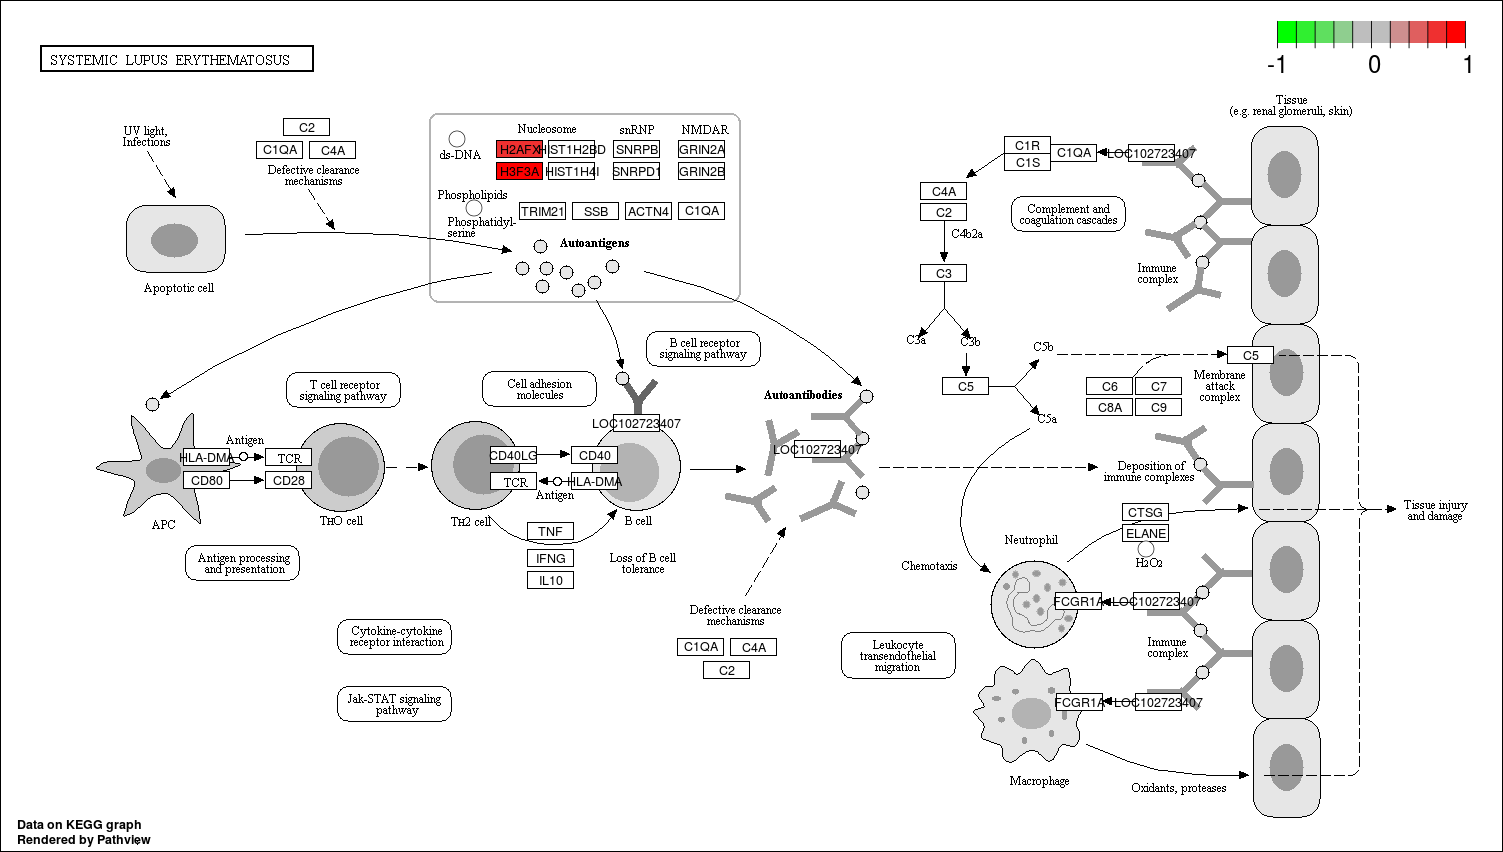 SYSTEMIC LUPUS ERYTHEMATOSUS
-1 0 1
Tissue
(e.g. renal glomeruli, skin)
UV light,
Infections
C2
C1QA C4A
Defective clearance
mechanisms
Apoptotic cell
Nucleosome snRNP NMDAR
ds-DNA
H2AFX HIST1H2BD SNRPB GRIN2A
H3F3A HIST1H4I SNRPD1 GRIN2B
Phospholipids
Phosphatidyl-
serine
TRIM21 SSB ACTN4 C1QA
Autoantigens
C1R
C1S
C1QA
LOC102723407
C4A
C2
C4b2a
C3
C3a C3b
C5
C5b
C5a
Complement and
coagulation cascades
Immune
complex
C5
Membrane
attack
complex
C6 C7
C8A C9
B cell receptor
signaling pathway
T cell receptor
signaling pathway
Cell adhesion
molecules
Autoantibodies
LOC102723407
LOC102723407
Antigen
HLA-DMA TCR
CD80 CD28
APC
TH0 cell
CD40LG CD40
TCR HLA-DMA
Antigen
TH2 cell
B cell
TNF
IFNG
IL10
Loss of B cell
tolerance
Antigen processing
and presentation
Deposition of
immune complexes
CTSG
ELANE
H2O2
Tissue injury
and damage
Neutrophil
Chemotaxis
FCGR1A LOC102723407
Defective clearance
mechanisms
C1QA C4A
C2
Cytokine-cytokine
receptor interaction
Leukocyte
transendothelial
migration
Immune
complex
Jak-STAT signaling
pathway
FCGR1A LOC102723407
Macrophage
Oxidants, proteases
Data on KEGG graph
Rendered by Pathview